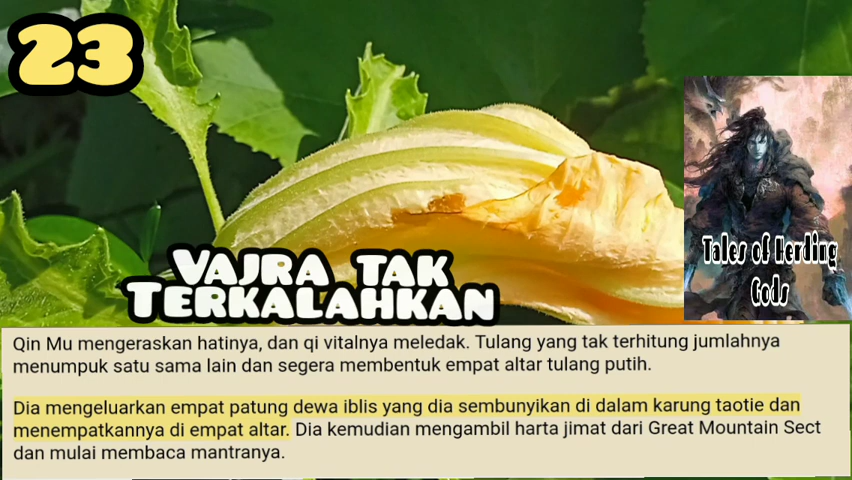 23
Tales of Herding
Gods
VAJRA TAK
TERKALAHKAN
Qin Mu mengeraskan hatinya, dan qi vitalnya meledak. Tulang yang tak terhitung jumlahnya
menumpuk satu sama lain dan segera membentuk empat altar tulang putih.
Dia mengeluarkan empat patung dewa iblis yang dia sembunyikan di dalam karung taotie dan
menempatkannya di empat altar. Dia kemudian mengambil harta jimat dari Great Mountain Sect
dan mulai membaca mantranya.